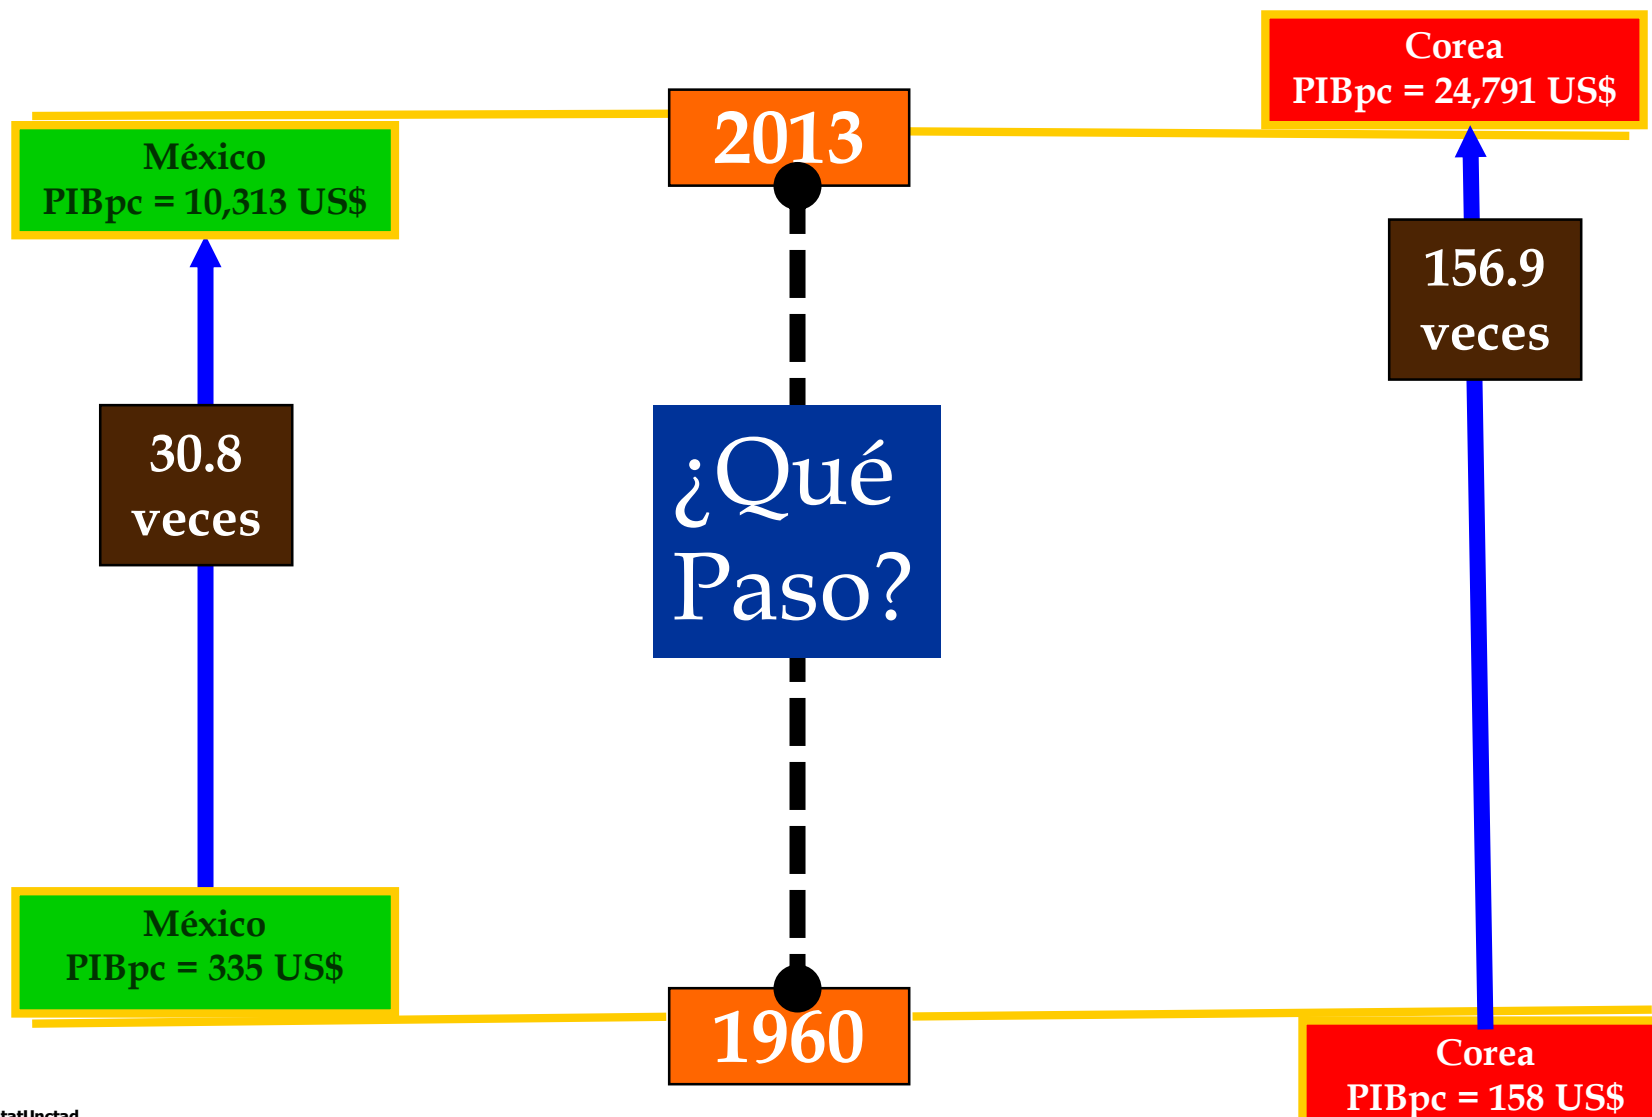 Corea
PIBpc = 24,791 US$
2013
México
PIBpc = 10,313 US$
156.9
veces
30.8
veces
¿Qué
Paso?
México
PIBpc = 335 US$
1960
Corea
PIBpc = 158 US$